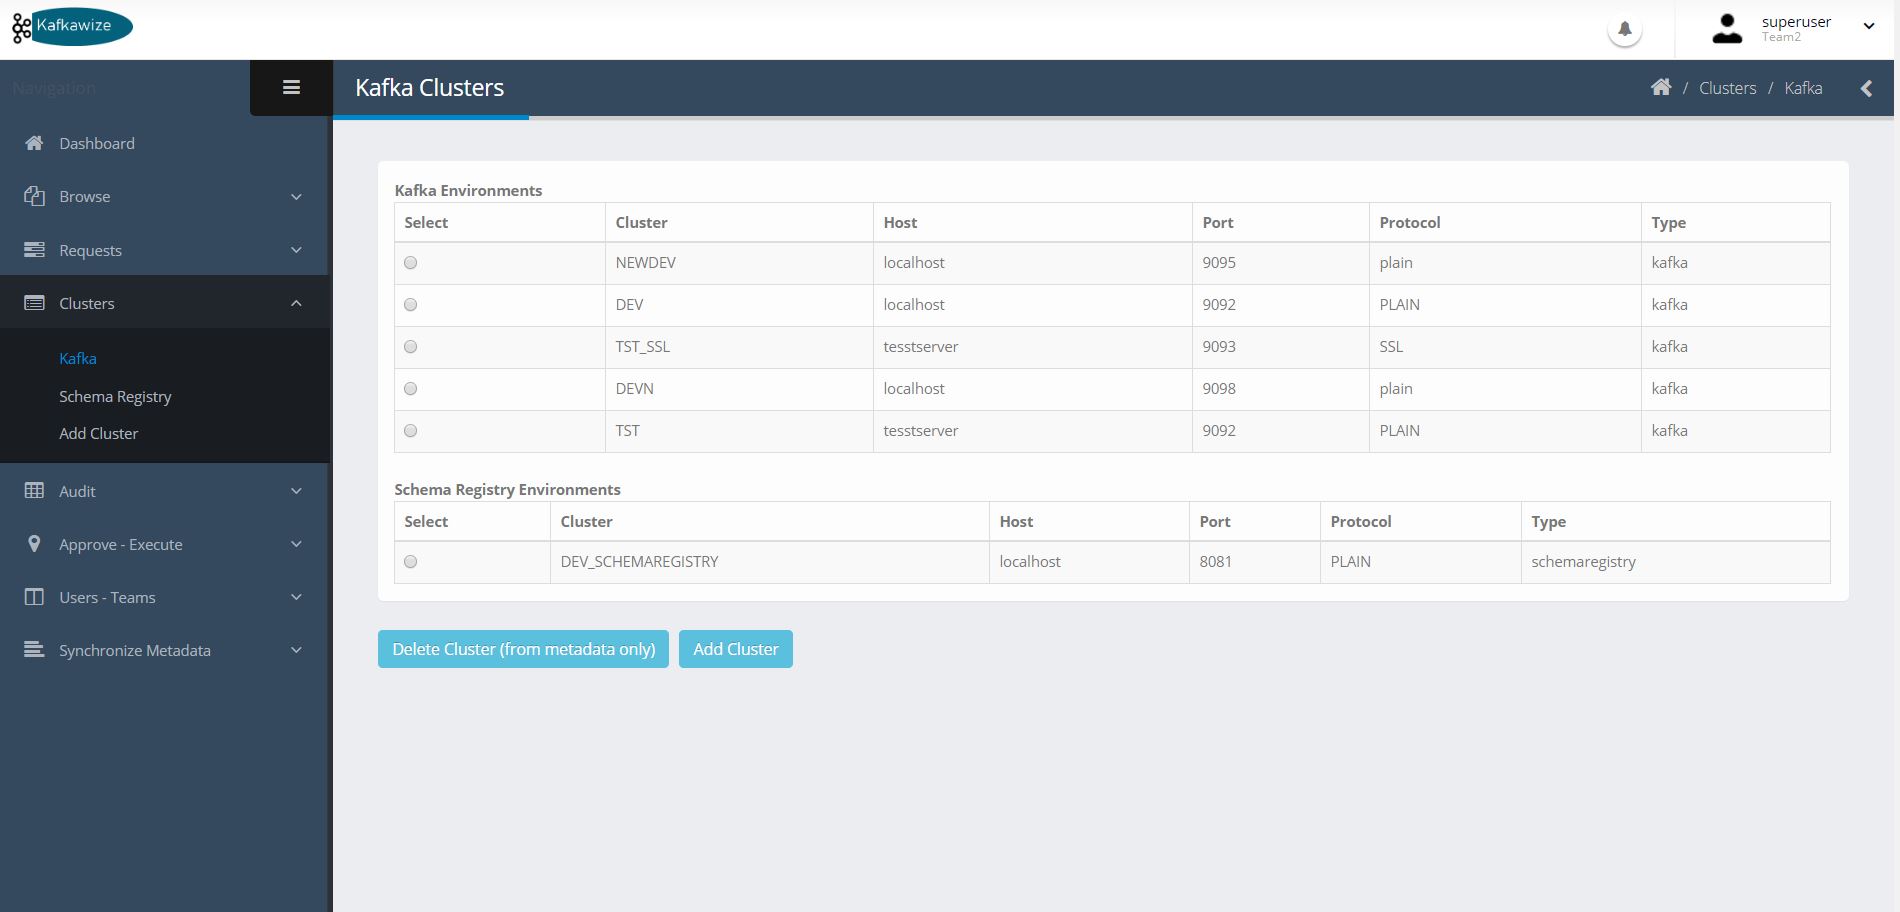 Kafkawize
superuser
Team2
Navigation
Kafka Clusters
/ Clusters / Kafka
Dashboard
Browse
Requests
Clusters
Kafka
Schema Registry
Add Cluster
Audit
Approve - Execute
Users - Teams
Synchronize Metadata
Kafka Environments
Select Cluster Host Port Protocol Type
NEWDEV localhost 9095 plain kafka
DEV localhost 9092 PLAIN kafka
TST_SSL tesstserver 9093 SSL kafka
DEVN localhost 9098 plain kafka
TST tesstserver 9092 PLAIN kafka
Schema Registry Environments
Select Cluster Host Port Protocol Type
DEV_SCHEMAREGISTRY localhost 8081 PLAIN schemaregistry
Delete Cluster (from metadata only) Add Cluster